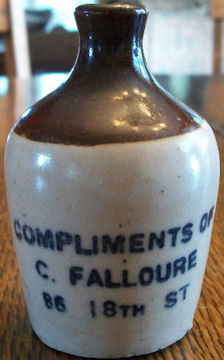 COMPLIMENTS OF
C. FALLOURE
86 18TH ST